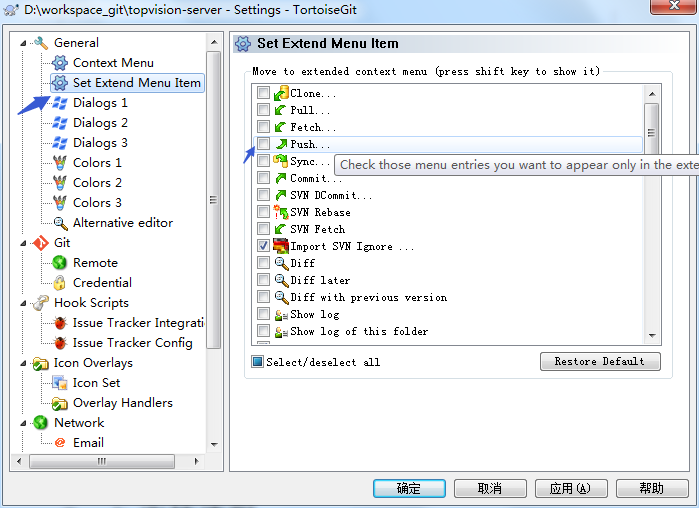 D:\workspace_git\topvision-server - Settings - TortoiseGit
General
Context Menu
Set Extend Menu Item
Dialogs 1
Dialogs 2
Dialogs 3
Colors 1
Colors 2
Colors 3
Alternative editor
Git
Remote
Credential
Hook Scripts
Issue Tracker Integrati
Issue Tracker Config
Icon Overlays
Icon Set
Overlay Handlers
Network
Email
Set Extend Menu Item
Move to extended context menu (press shift key to show it)
Clone...
Pull...
Fetch...
Push...
Sync...
Check those menu entries you want to appear only in the exte
Commit...
SVN DCommit...
SVN Rebase
SVN Fetch
Import SVN Ignore ...
Diff
Diff later
Diff with previous version
Show log
Show log of this folder
Select/deselect all
Restore Default
确定
取消
应用(A)
帮助